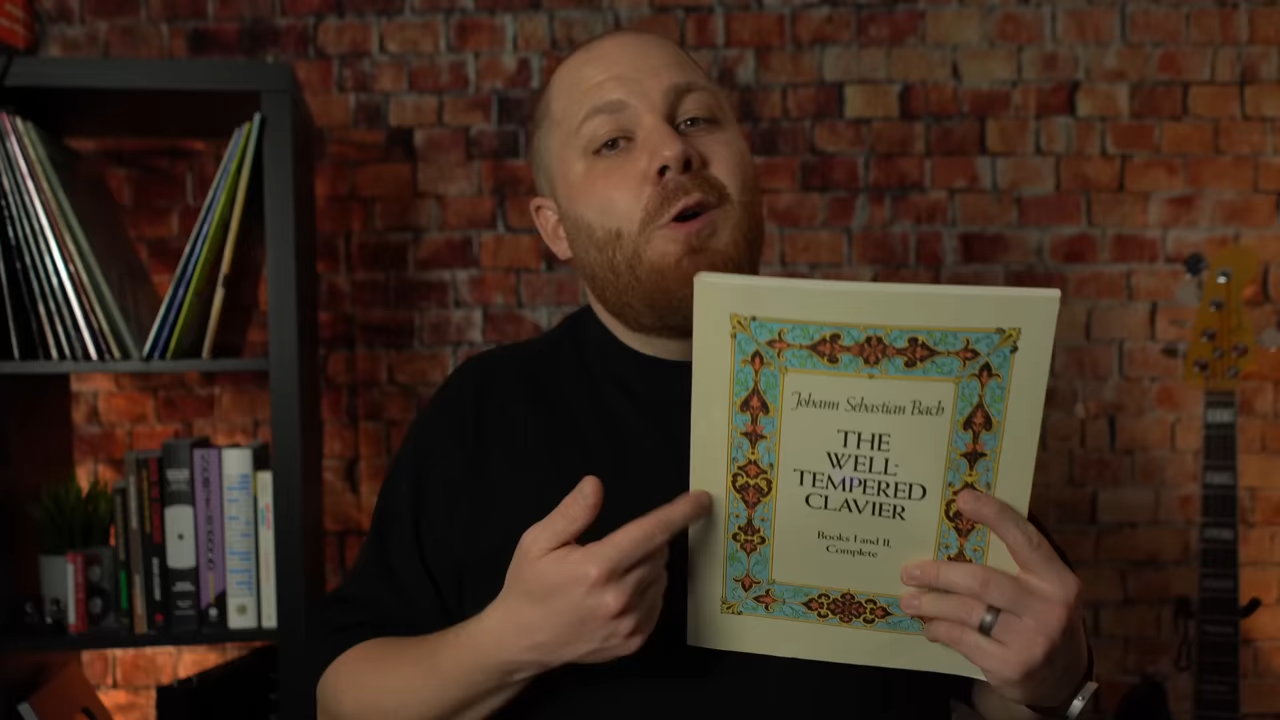 Johann Sebastian Bach
THE
WELL-
TEMPERED
CLAVIER
Books I and II,
Complete